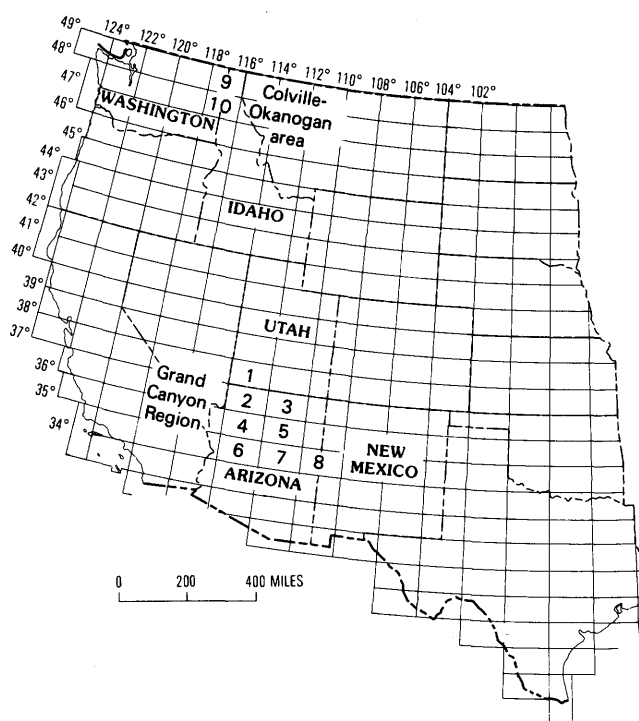 49° 124° 122° 120° 118° 116° 114° 112° 110° 108° 106° 104° 102°
48°
47°
46°
45°
44°
43°
42°
41°
40°
39°
38°
37°
36°
35°
34°
9
10
Colville-
Okanogan
area
WASHINGTON
IDAHO
UTAH
Grand
Canyon
Region
1
2 3
4 5
6 7 8
ARIZONA
NEW
MEXICO
0 200 400 MILES